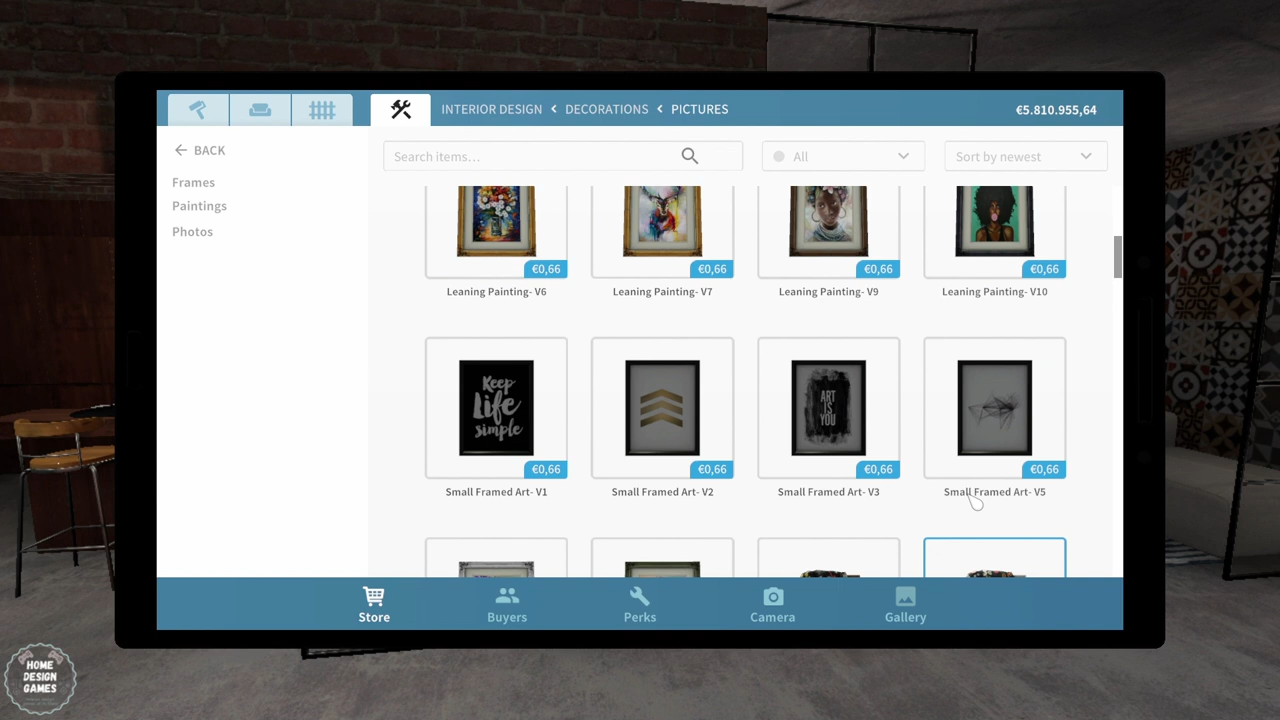 INTERIOR DESIGN < DECORATIONS < PICTURES
€5.810.955,64
BACK
Search items...
All
Sort by newest
Frames
Paintings
Photos
€0,66
€0,66
€0,66
€0,66
Leaning Painting- V6
Leaning Painting- V7
Leaning Painting- V9
Leaning Painting- V10
Keep
Life
simple
ART
IS
YOU
€0,66
€0,66
€0,66
€0,66
Small Framed Art- V1
Small Framed Art- V2
Small Framed Art- V3
Small Framed Art- V5
Store
Buyers
Perks
Camera
Gallery
HOME
DESIGN
GAMES